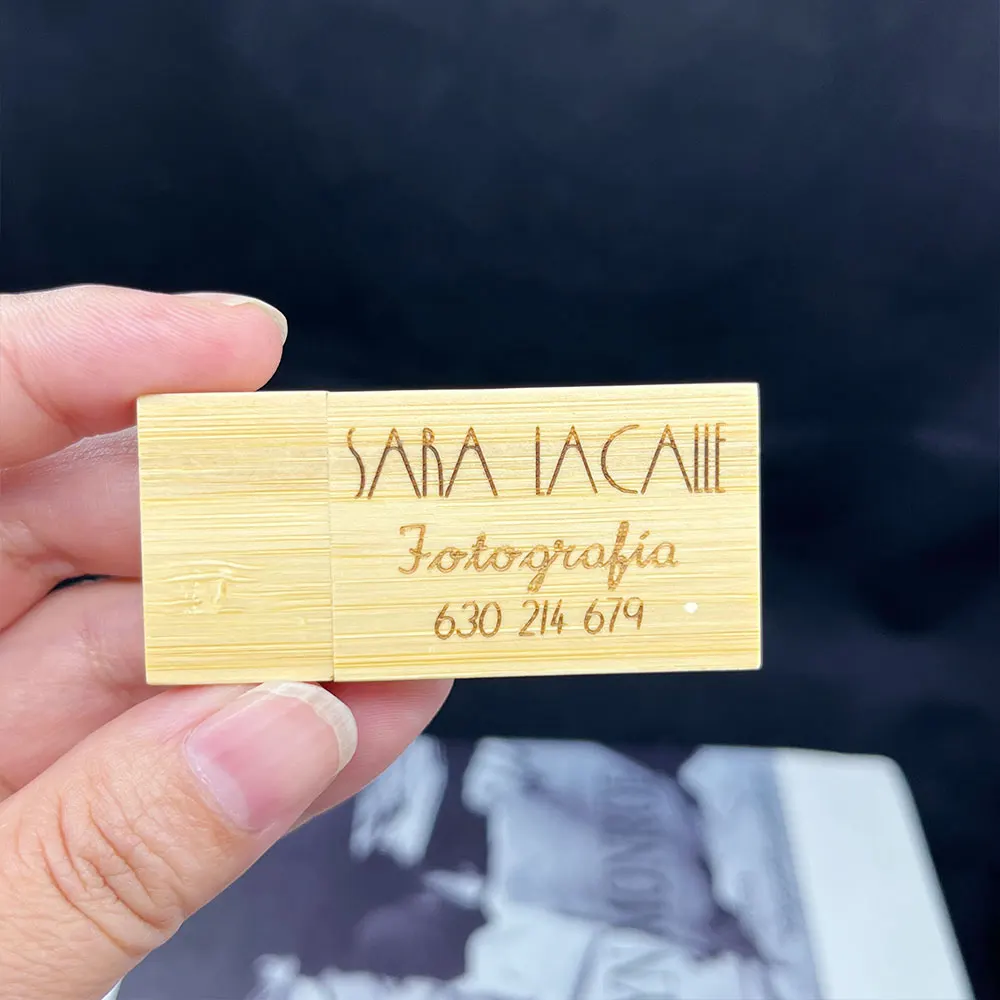 SARA LACALLE
Fotografía
630 214 679